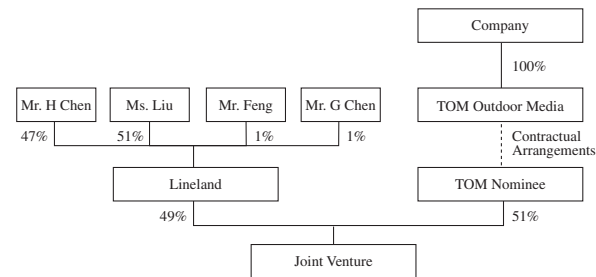 Company
100%
Mr. H Chen Ms. Liu Mr. Feng Mr. G Chen TOM Outdoor Media
47% 51% 1% 1% Contractual
Arrangements
Lineland TOM Nominee
49% 51%
Joint Venture